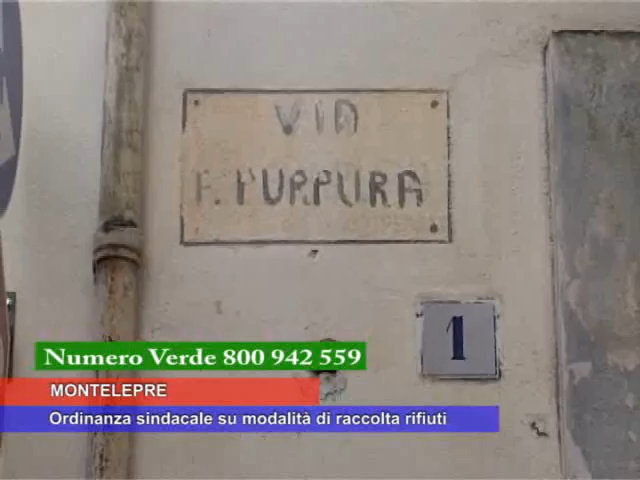 VIA
F. PURPURA
1
Numero Verde 800 942 559
MONTELEPRE
Ordinanza sindacale su modalità di raccolta rifiuti